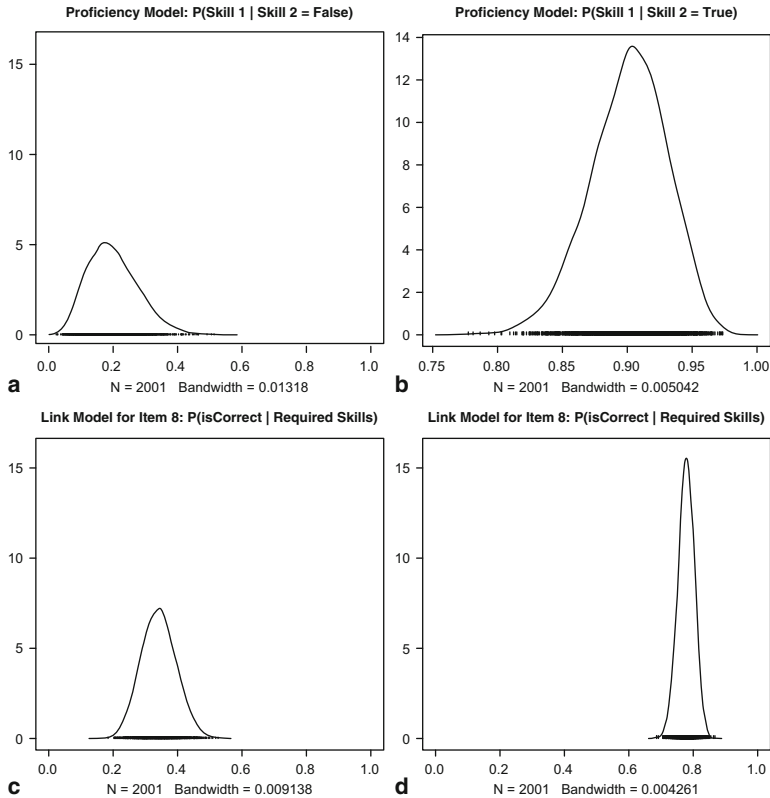 Proficiency Model: P(Skill 1 | Skill 2 = False)
15
10
5
0
0.0 0.2 0.4 0.6 0.8 1.0
a
N = 2001 Bandwidth = 0.01318
Proficiency Model: P(Skill 1 | Skill 2 = True)
14
12
10
8
6
4
2
0
0.75 0.80 0.85 0.90 0.95 1.00
b
N = 2001 Bandwidth = 0.005042
Link Model for Item 8: P(isCorrect | Required Skills)
15
10
5
0
0.0 0.2 0.4 0.6 0.8 1.0
c
N = 2001 Bandwidth = 0.009138
Link Model for Item 8: P(isCorrect | Required Skills)
15
10
5
0
0.0 0.2 0.4 0.6 0.8 1.0
d
N = 2001 Bandwidth = 0.004261